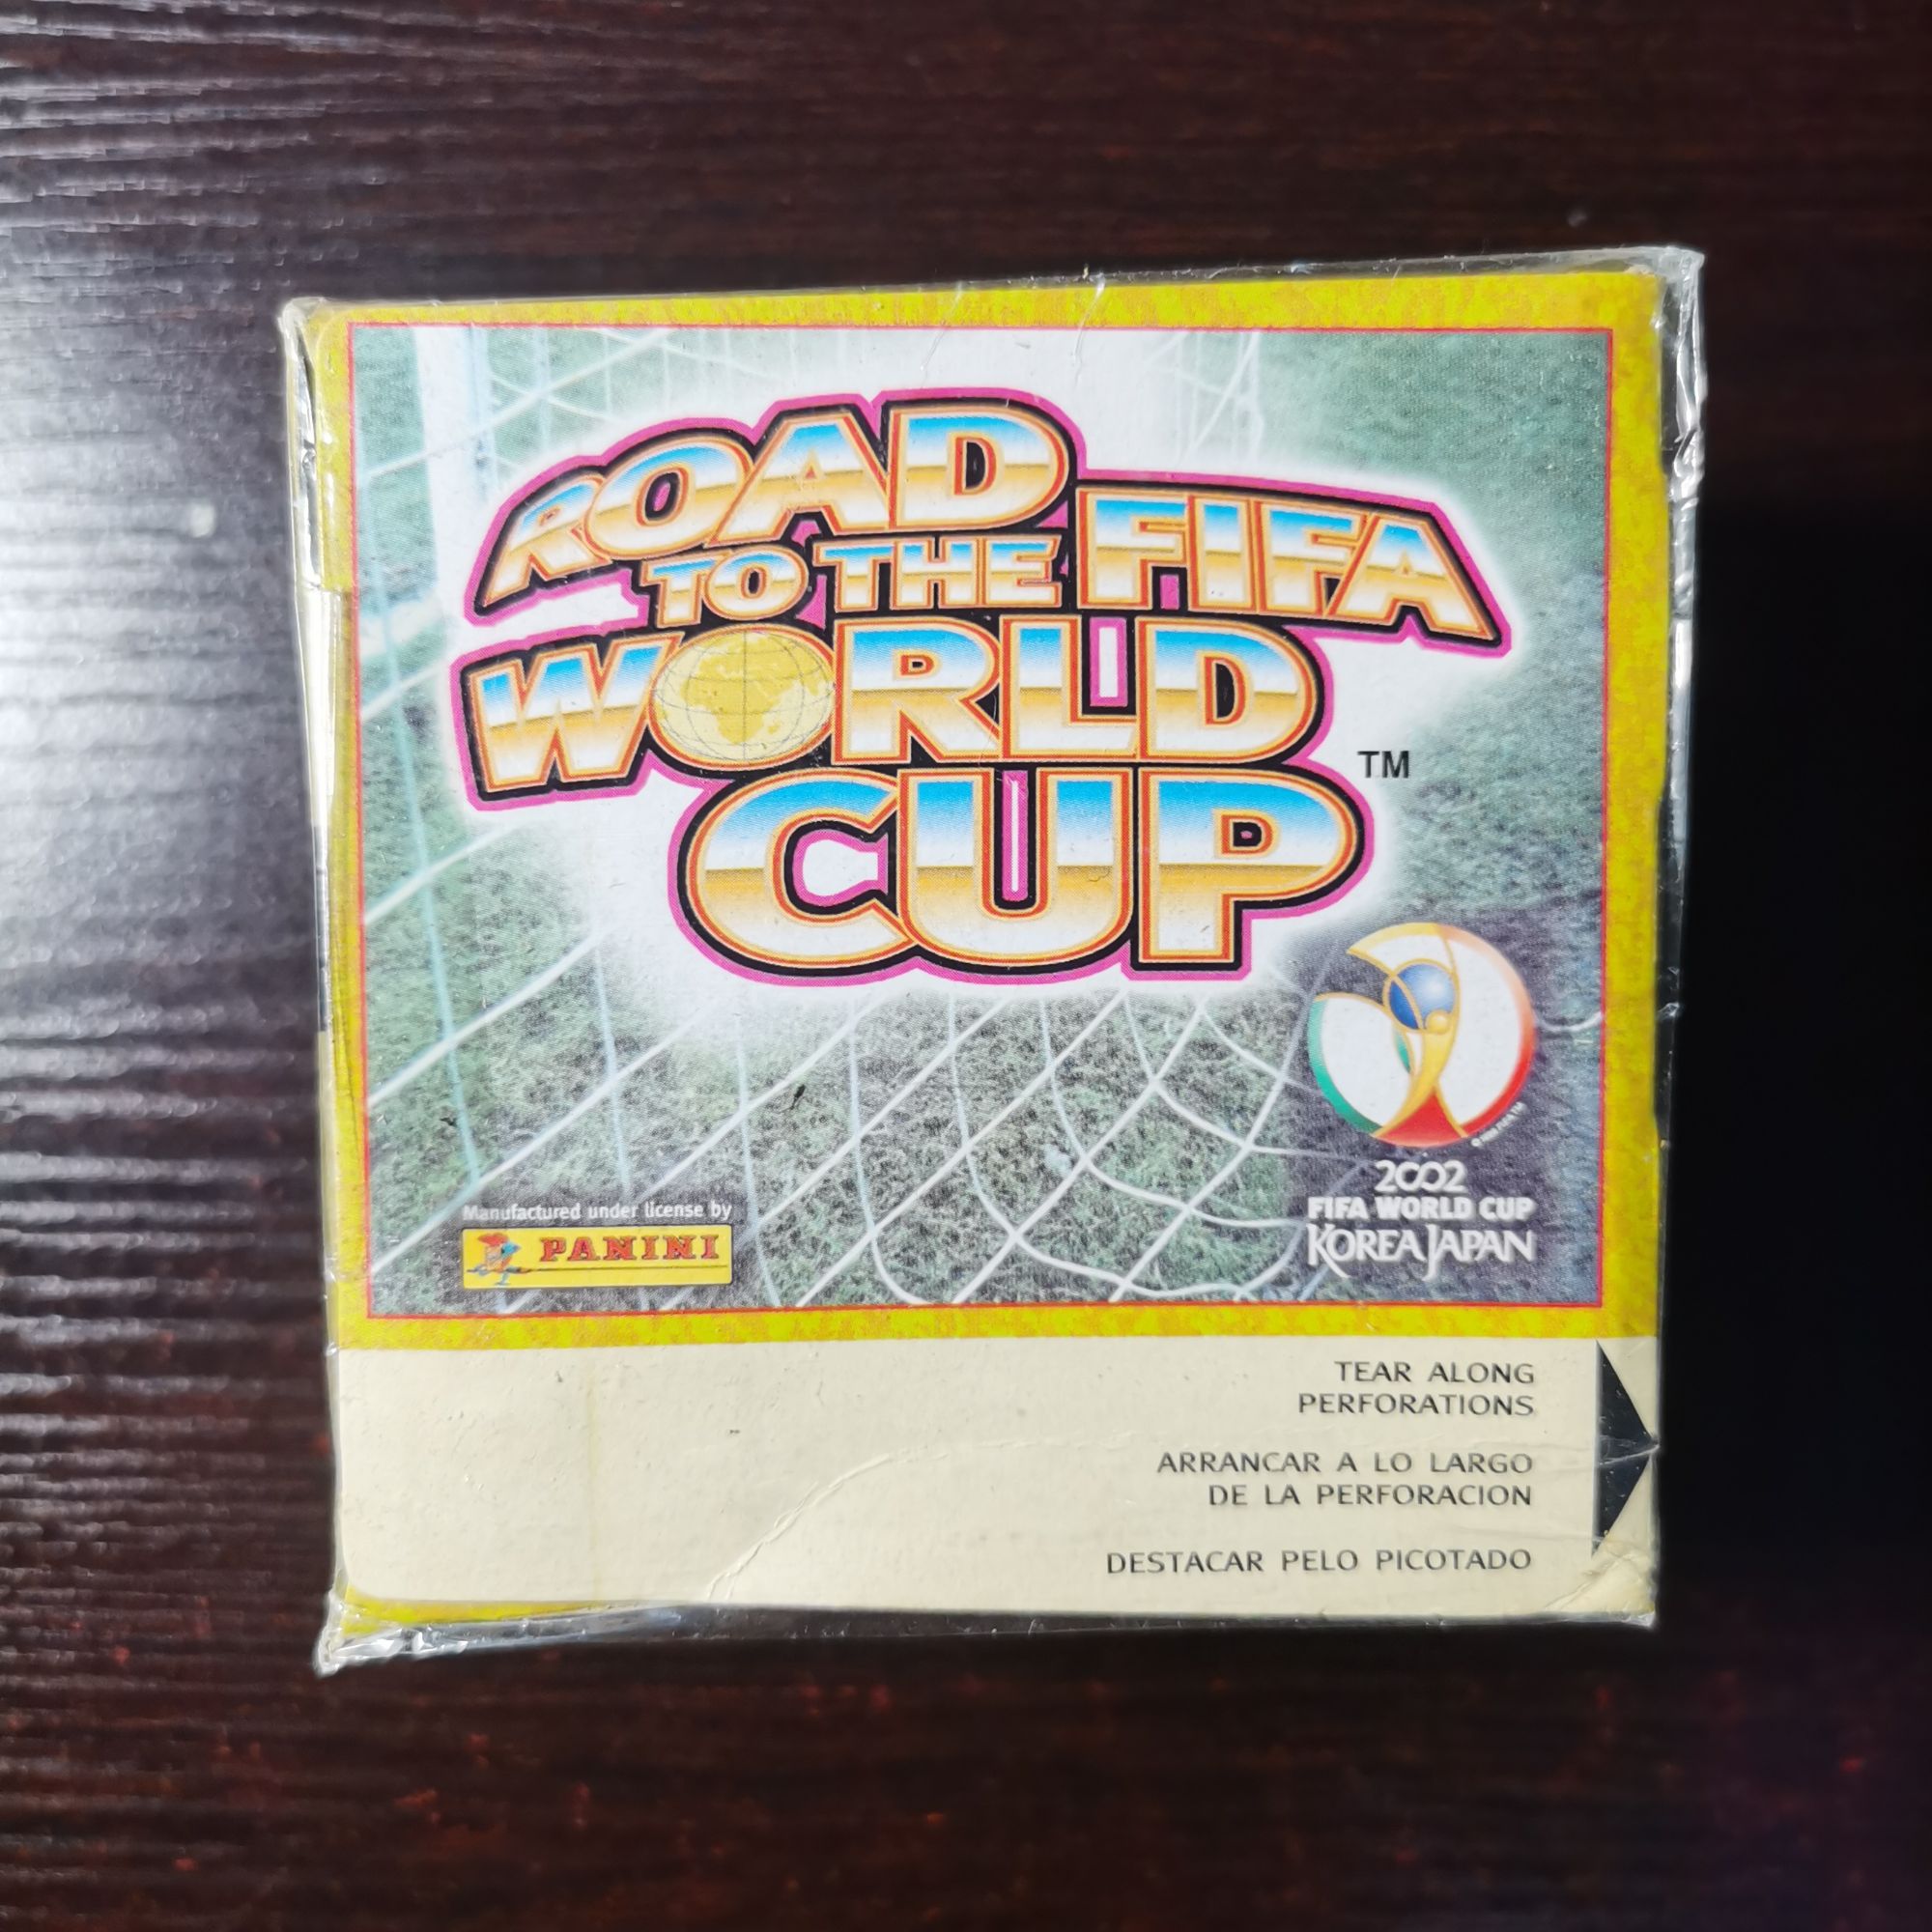 ROAD
TO THE FIFA
WORLD
CUP
TM
2002
FIFA WORLD CUP
KOREA JAPAN
Manufactured under license by
PANINI
TEAR ALONG
PERFORATIONS
ARRANCAR A LO LARGO
DE LA PERFORACION
DESTACAR PELO PICOTADO